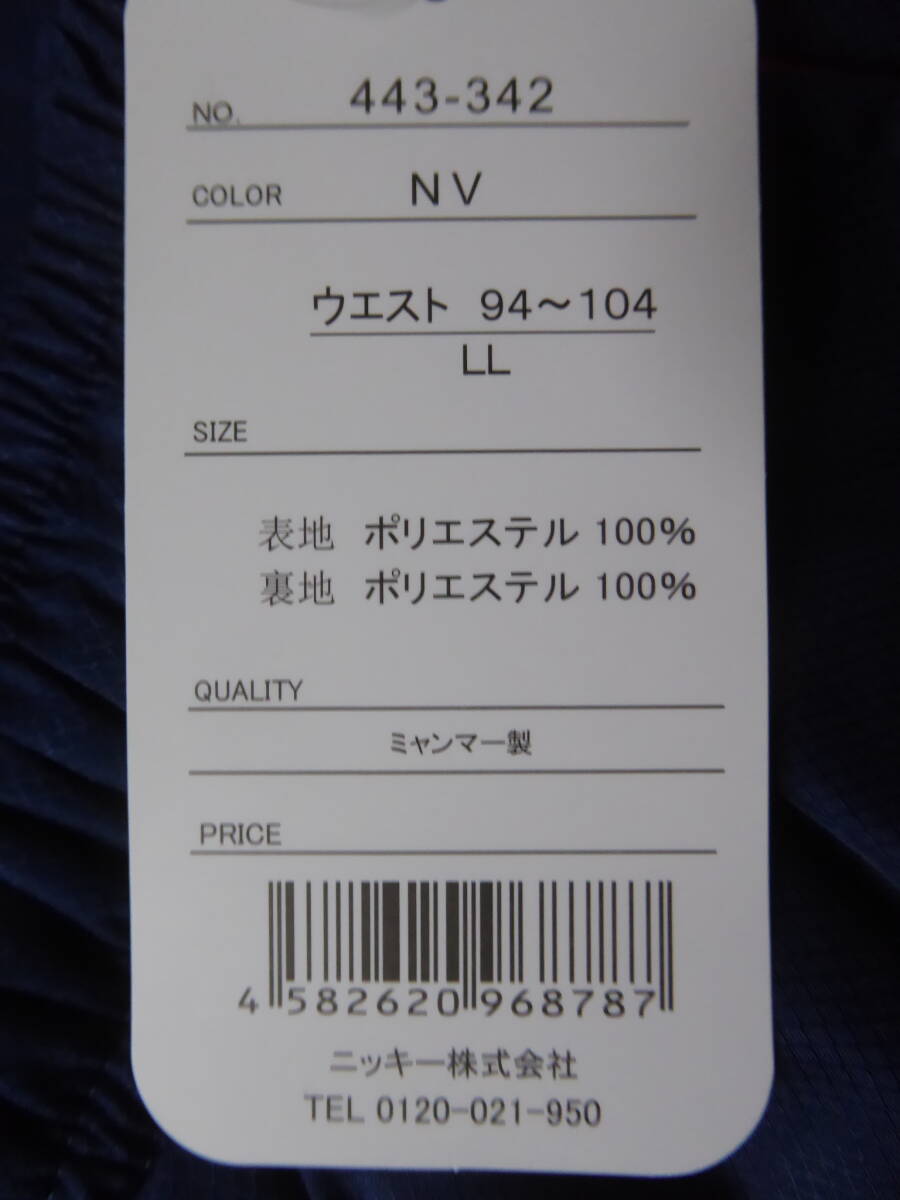 NO. 443-342
COLOR NV
ウエスト 94～104
LL
SIZE
表地 ポリエステル 100%
裏地 ポリエステル 100%
QUALITY
ミャンマー製
PRICE
4 582620 968787
ニッキー株式会社
TEL 0120-021-950